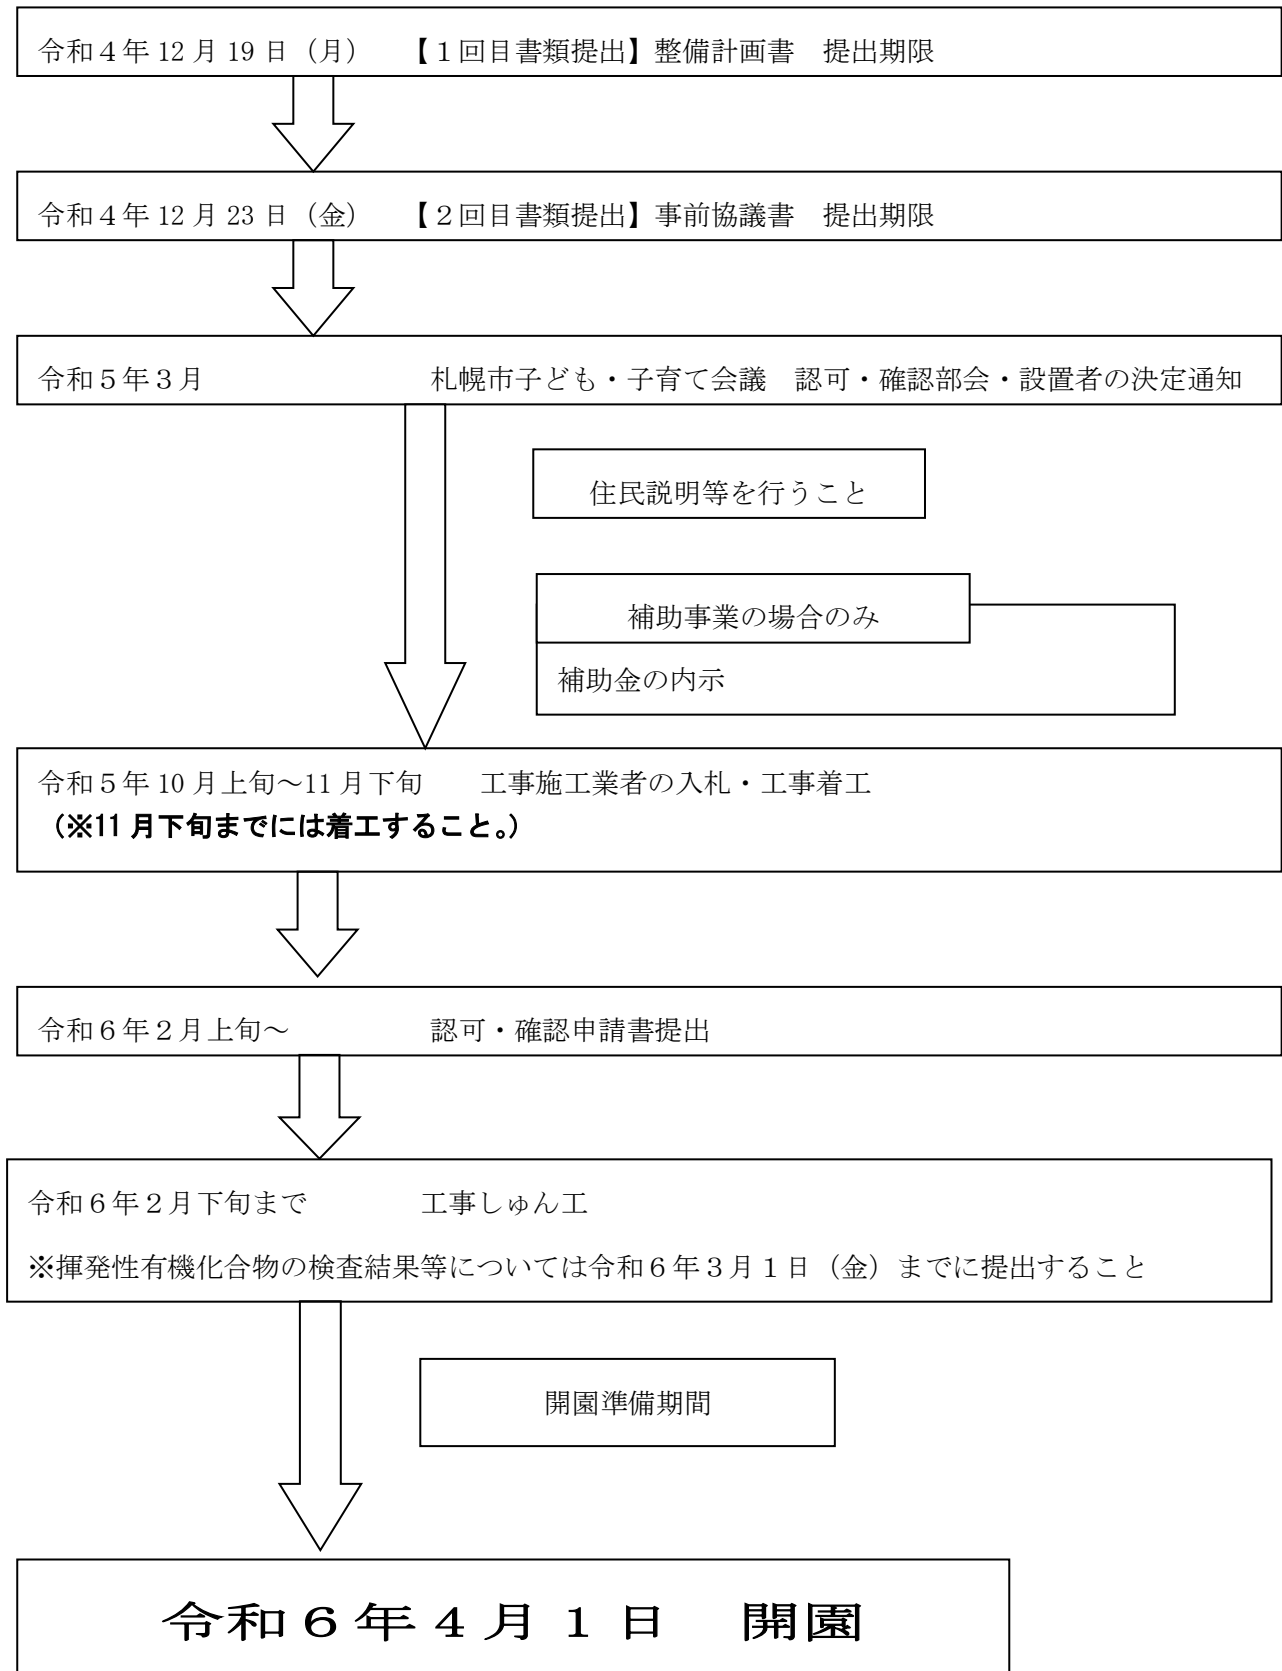 令和４年 12 月 19 日（月）　【１回目書類提出】整備計画書　提出期限
令和４年 12 月 23 日（金）　【２回目書類提出】事前協議書　提出期限
令和５年３月　　　　　　　　札幌市子ども・子育て会議　認可・確認部会・設置者の決定通知
住民説明等を行うこと
補助事業の場合のみ
補助金の内示
令和５年 10 月上旬～11 月下旬　　工事施工業者の入札・工事着工
（※11 月下旬までには着工すること。）
令和６年２月上旬～　　　　　認可・確認申請書提出
令和６年２月下旬まで　　　　工事しゅん工
※揮発性有機化合物の検査結果等については令和６年３月１日（金）までに提出すること
開園準備期間
令和６年４月１日　開園